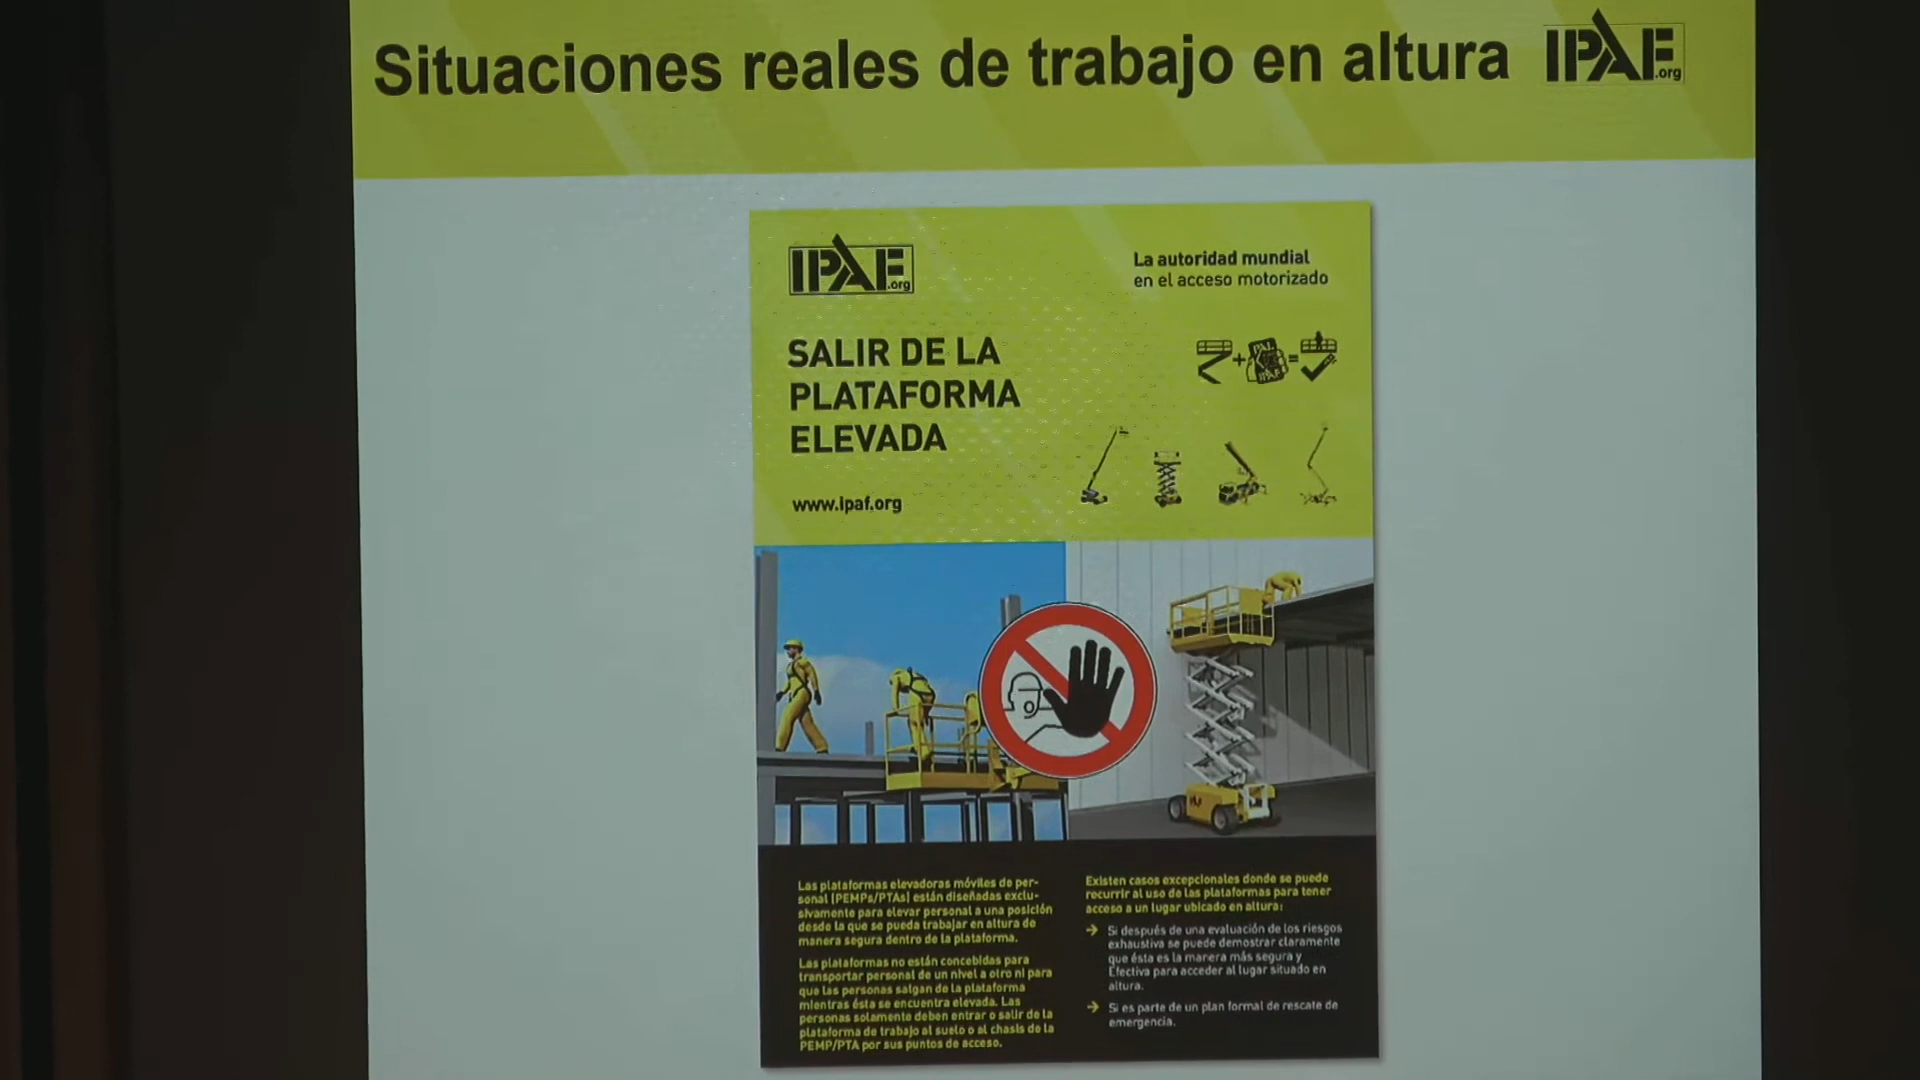 Situaciones reales de trabajo en altura
IPAF.org
IPAF.org
La autoridad mundial
en el acceso motorizado
SALIR DE LA
PLATAFORMA
ELEVADA
PAL
IPAF
www.ipaf.org
Las plataformas elevadoras móviles de per-
sonal (PEMPs/PTAs) están diseñadas exclu-
sivamente para elevar personal a una posición
desde la que se pueda trabajar en altura de
manera segura dentro de la plataforma.
Las plataformas no están concebidas para
transportar personal de un nivel a otro ni para
que las personas salgan de la plataforma
mientras ésta se encuentra elevada. Las
personas solamente deben entrar o salir de la
plataforma de trabajo al suelo o al chasis de la
PEMP/PTA por sus puntos de acceso.
Existen casos excepcionales donde se puede
recurrir al uso de las plataformas para tener
acceso a un lugar ubicado en altura:
→ Si después de una evaluación de los riesgos
exhaustiva se puede demostrar claramente
que ésta es la manera más segura y
Efectiva para acceder al lugar situado en
altura.
→ Si es parte de un plan formal de rescate de
emergencia.